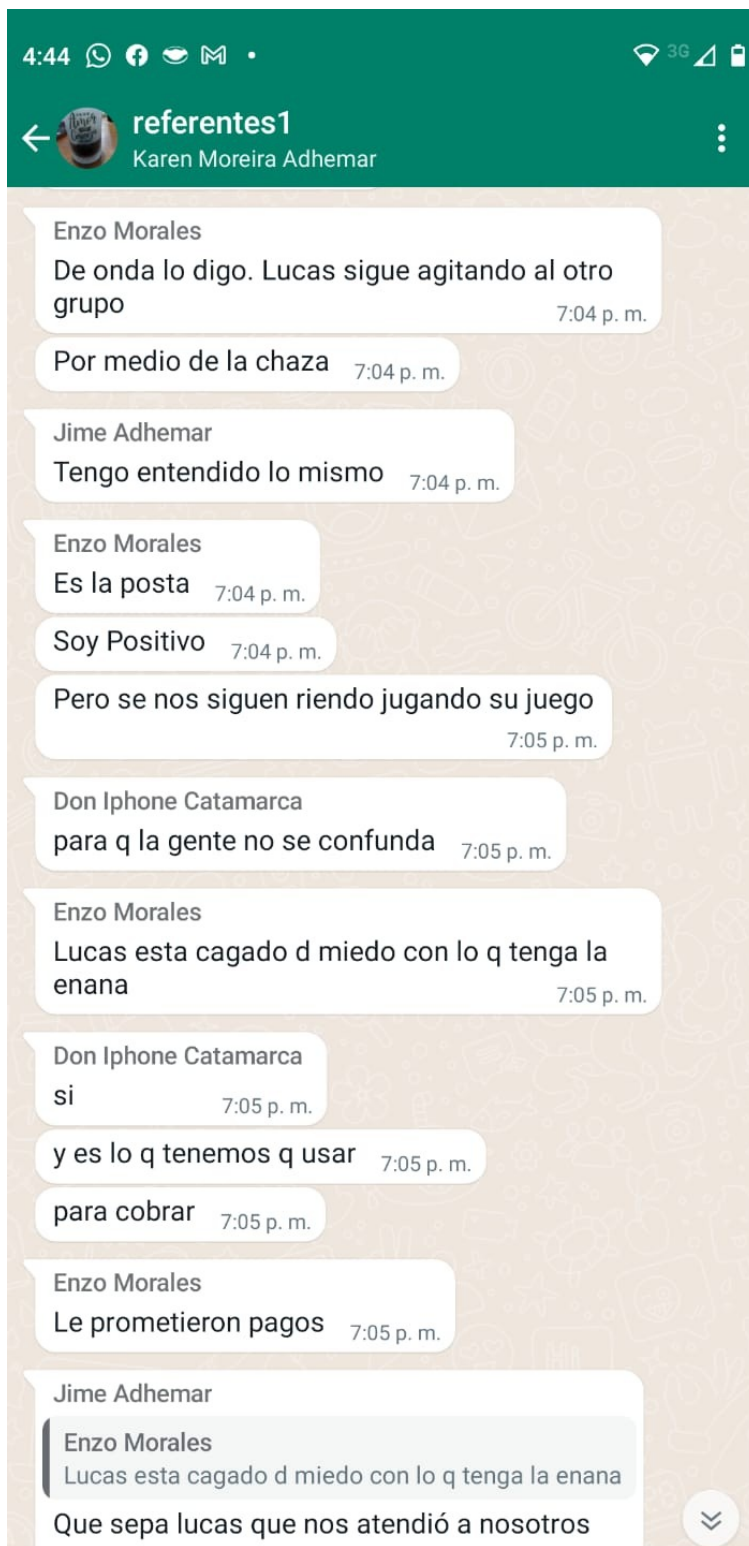 4:44
3G
referentes1
Karen Moreira Adhemar
Enzo Morales
De onda lo digo. Lucas sigue agitando al otro
grupo
7:04 p. m.
Por medio de la chaza 7:04 p. m.
Jime Adhemar
Tengo entendido lo mismo 7:04 p. m.
Enzo Morales
Es la posta 7:04 p. m.
Soy Positivo 7:04 p. m.
Pero se nos siguen riendo jugando su juego
7:05 p. m.
Don Iphone Catamarca
para q la gente no se confunda 7:05 p. m.
Enzo Morales
Lucas esta cagado d miedo con lo q tenga la
enana
7:05 p. m.
Don Iphone Catamarca
si 7:05 p. m.
y es lo q tenemos q usar 7:05 p. m.
para cobrar 7:05 p. m.
Enzo Morales
Le prometieron pagos 7:05 p. m.
Jime Adhemar
Enzo Morales
Lucas esta cagado d miedo con lo q tenga la enana
Que sepa lucas que nos atendió a nosotros